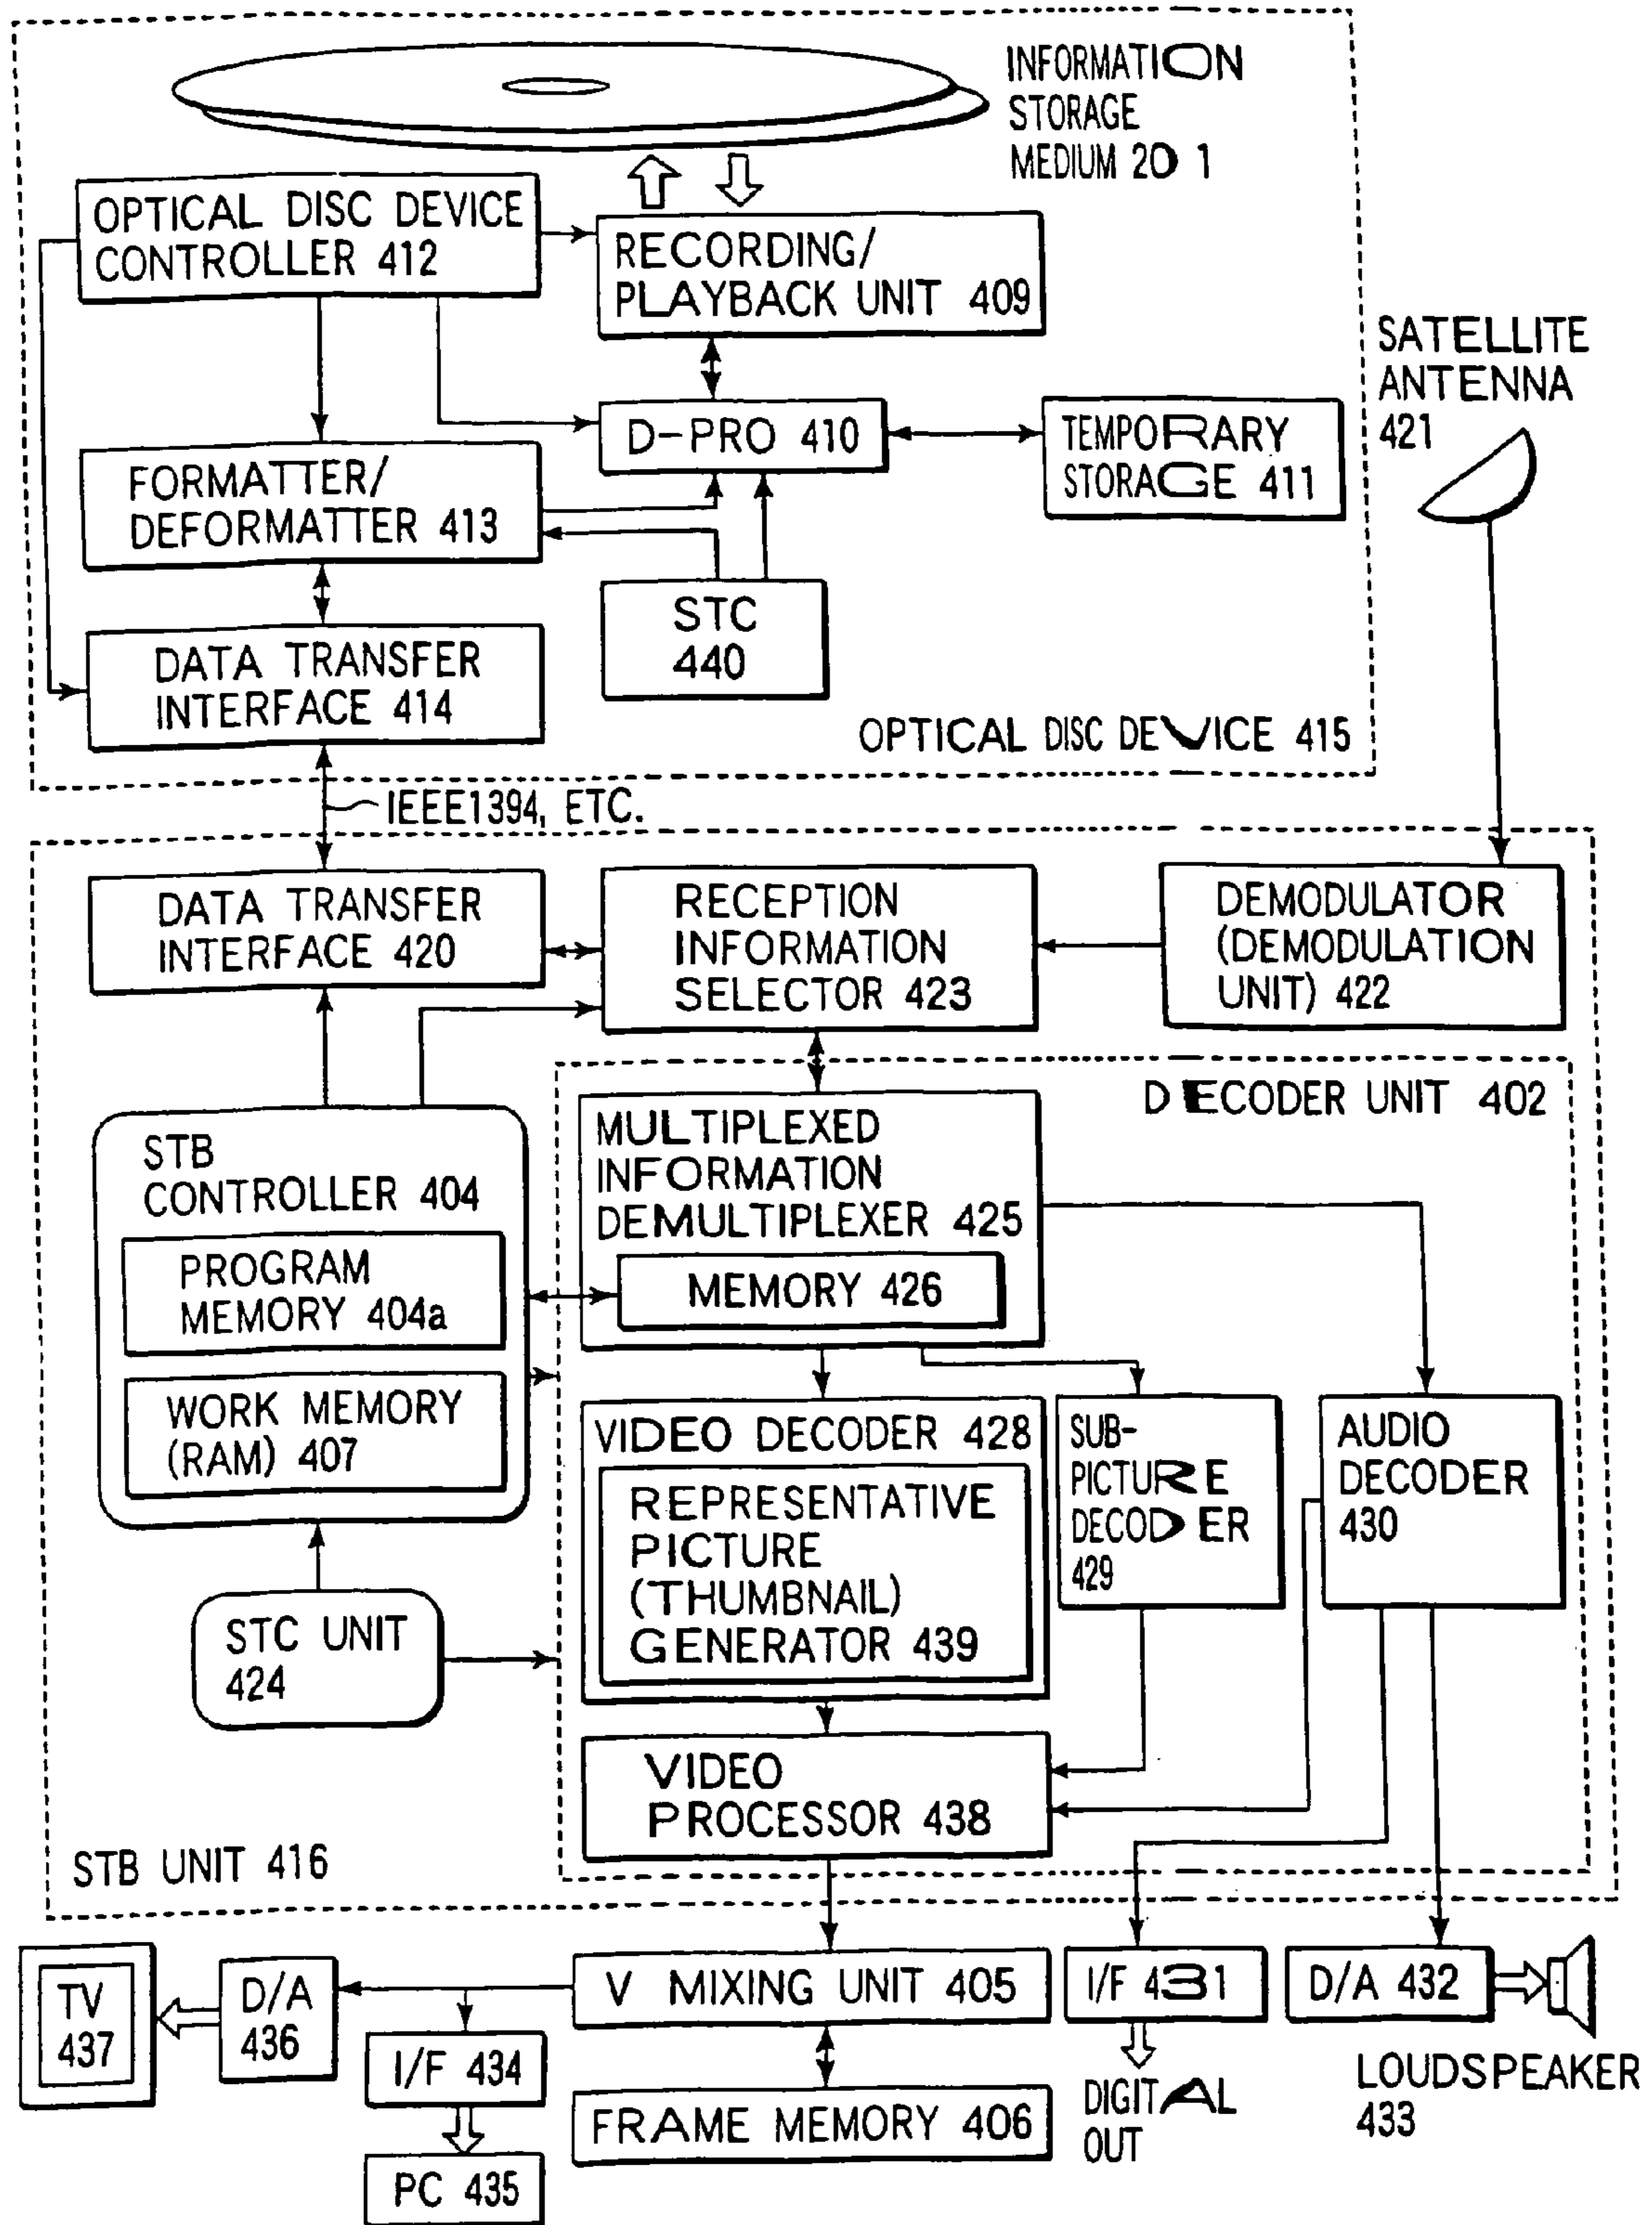 INFORMATION
STORAGE
MEDIUM 201
OPTICAL DISC DEVICE
CONTROLLER 412
RECORDING/
PLAYBACK UNIT 409
SATELLITE
ANTENNA
421
D-PRO 410
TEMPORARY
STORAGE 411
FORMATTER/
DEFORMATTER 413
STC
440
DATA TRANSFER
INTERFACE 414
OPTICAL DISC DEVICE 415
IEEE1394, ETC.
DATA TRANSFER
INTERFACE 420
RECEPTION
INFORMATION
SELECTOR 423
DEMODULATOR
(DEMODULATION
UNIT) 422
DECODER UNIT 402
STB
CONTROLLER 404
PROGRAM
MEMORY 404a
WORK MEMORY
(RAM) 407
MULTIPLEXED
INFORMATION
DEMULTIPLEXER 425
MEMORY 426
VIDEO DECODER 428
REPRESENTATIVE
PICTURE
(THUMBNAIL)
GENERATOR 439
SUB-
PICTURE
DECODER
429
AUDIO
DECODER
430
STC UNIT
424
VIDEO
PROCESSOR 438
STB UNIT 416
TV
437
D/A
436
V MIXING UNIT 405
I/F 431
D/A 432
I/F 434
FRAME MEMORY 406
DIGITAL
OUT
LOUDSPEAKER
433
PC 435